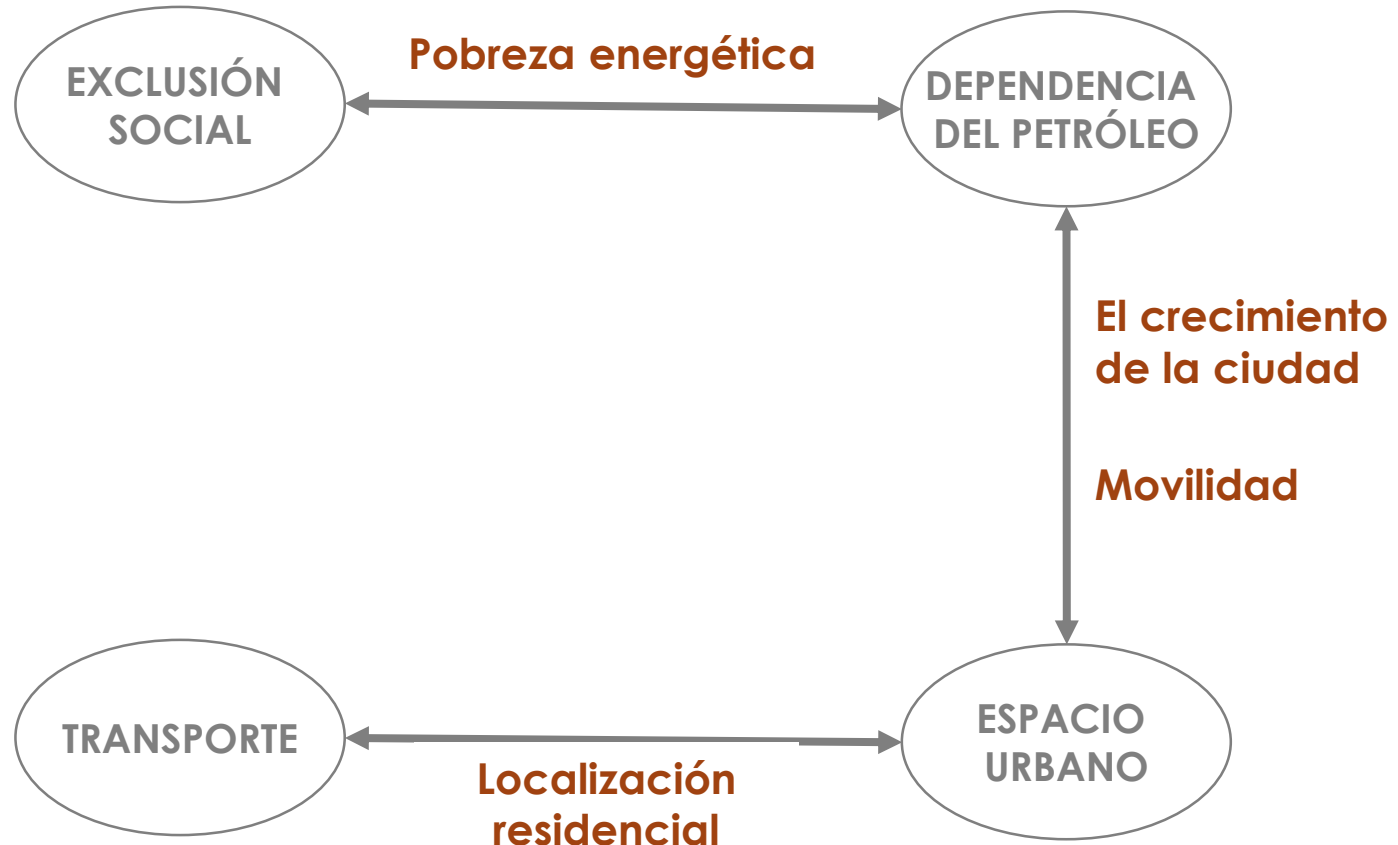 EXCLUSIÓN
SOCIAL
Pobreza energética
DEPENDENCIA
DEL PETRÓLEO
El crecimiento
de la ciudad
Movilidad
TRANSPORTE
Localización
residencial
ESPACIO
URBANO